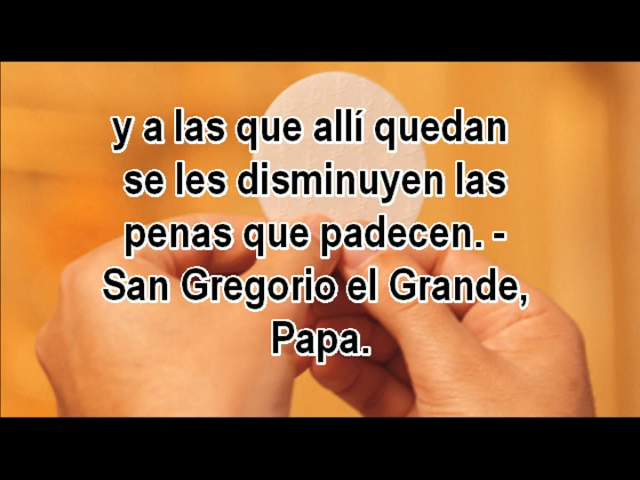 y a las que allí quedan
se les disminuyen las
penas que padecen. -
San Gregorio el Grande,
Papa.